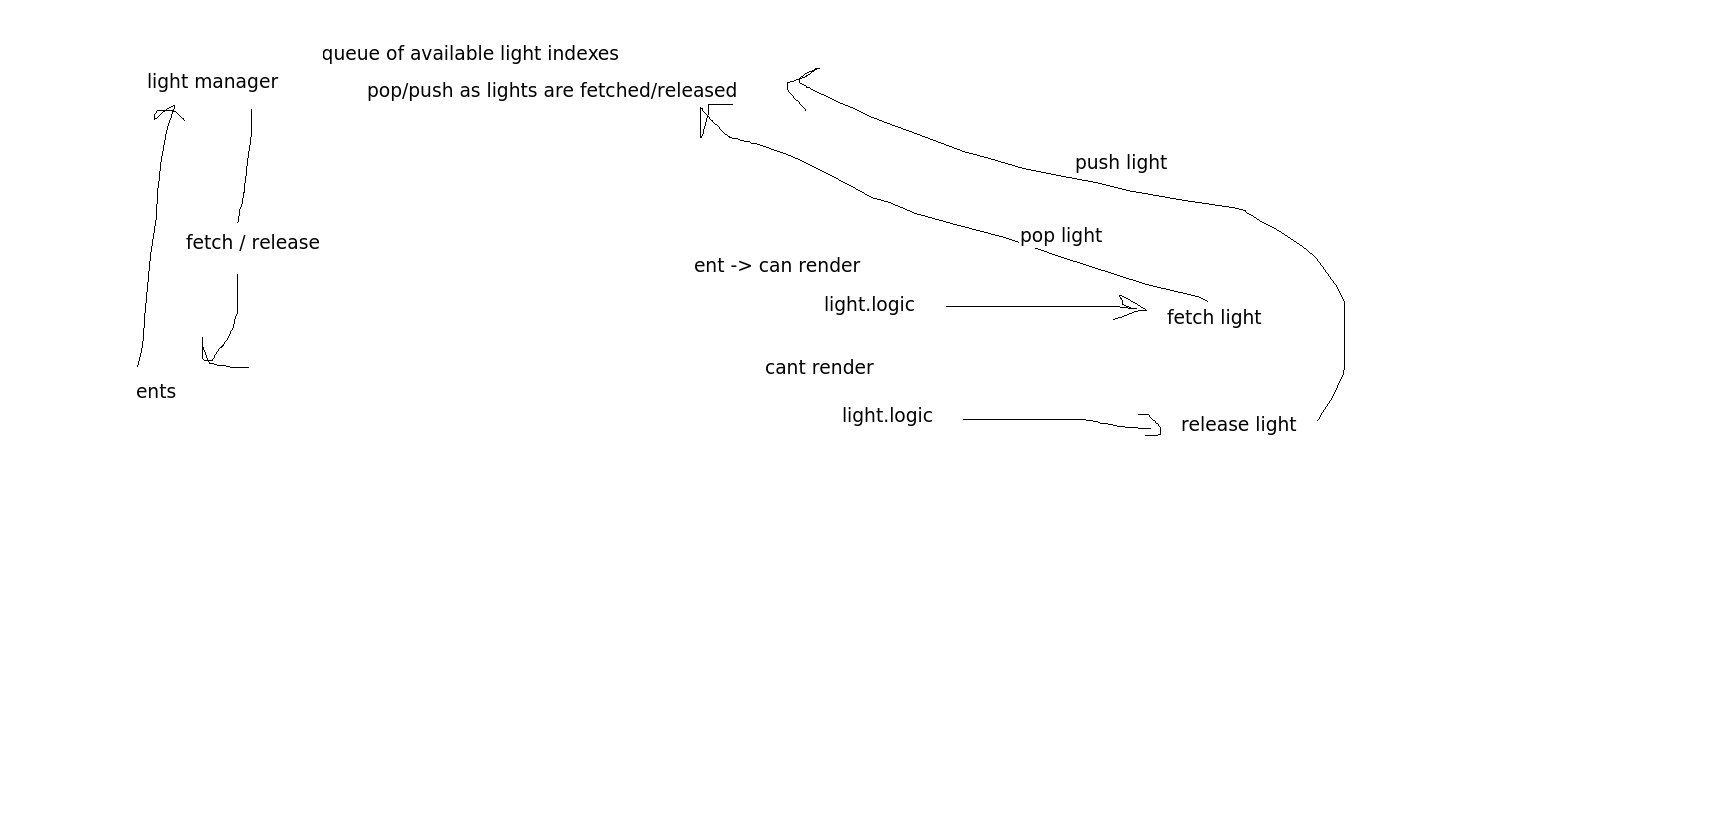 queue of available light indexes
light manager
pop/push as lights are fetched/released
push light
pop light
fetch / release
ent -> can render
light.logic
fetch light
cant render
ents
light.logic
release light